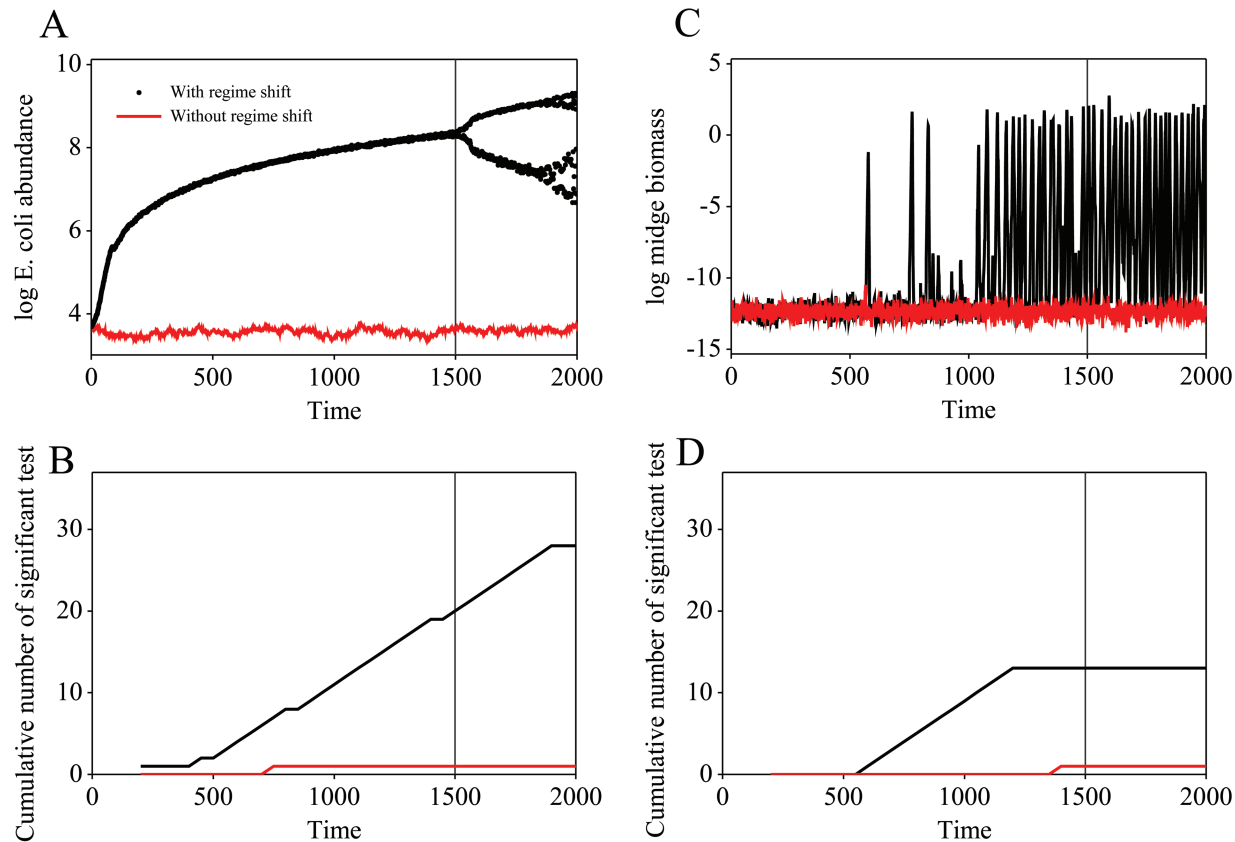 A
log E. coli abundance
10
8
6
4
With regime shift
Without regime shift
0
500
1000
1500
2000
Time
C
log midge biomass
5
0
-5
-10
-15
0
500
1000
1500
2000
Time
B
Cumulative number of significant test
30
20
10
0
0
500
1000
1500
2000
Time
D
Cumulative number of significant test
30
20
10
0
0
500
1000
1500
2000
Time